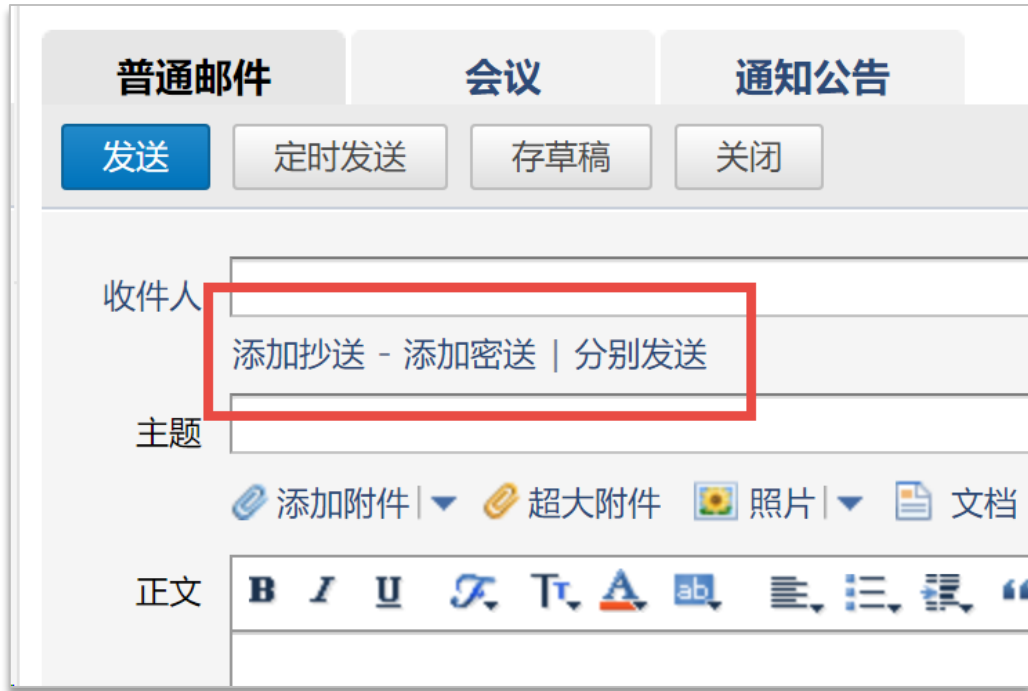 普通邮件 会议 通知公告
发送 定时发送 存草稿 关闭
收件人
添加抄送 - 添加密送 | 分别发送
主题
添加附件 | 超大附件 照片 | 文档
正文 B I U F Tт A ab “